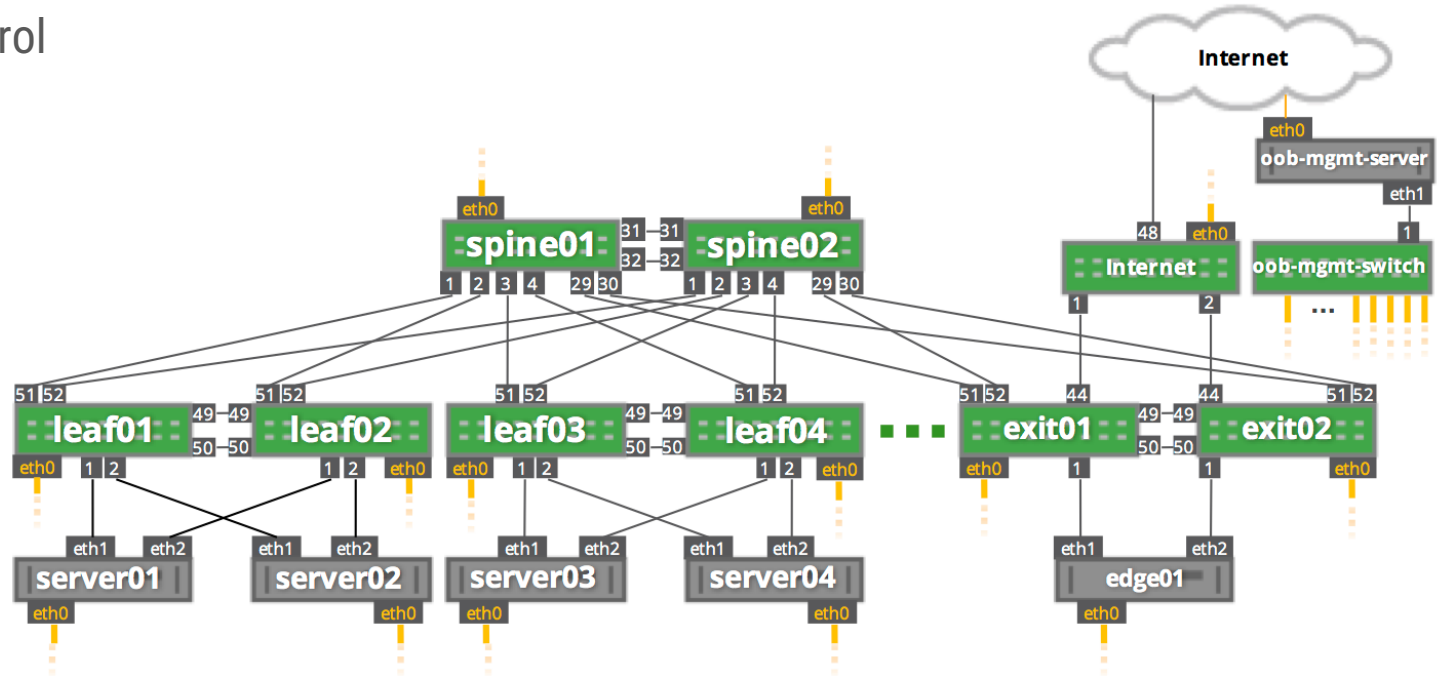 rol
Internet
eth0
oob-mgmt-server
eth1
eth0 eth0 eth0
48 1
spine01 31 31 spine02
32 32
Internet oob-mgmt-switch
1 2 3 4 29 30 1 2 3 4 29 30
1 2
...
51 52 51 52 51 52 51 52 51 52 44 44 51 52
leaf01 49 49 leaf02 leaf03 49 49 leaf04 exit01 49 49 exit02
50 50 50 50 50 50
eth0 1 2 1 2 eth0 eth0 1 2 1 2 eth0 eth0 1 1 eth0
eth1 eth2 eth1 eth2 eth1 eth2 eth1 eth2 eth1 eth2
server01 server02 server03 server04 edge01
eth0 eth0 eth0 eth0 eth0